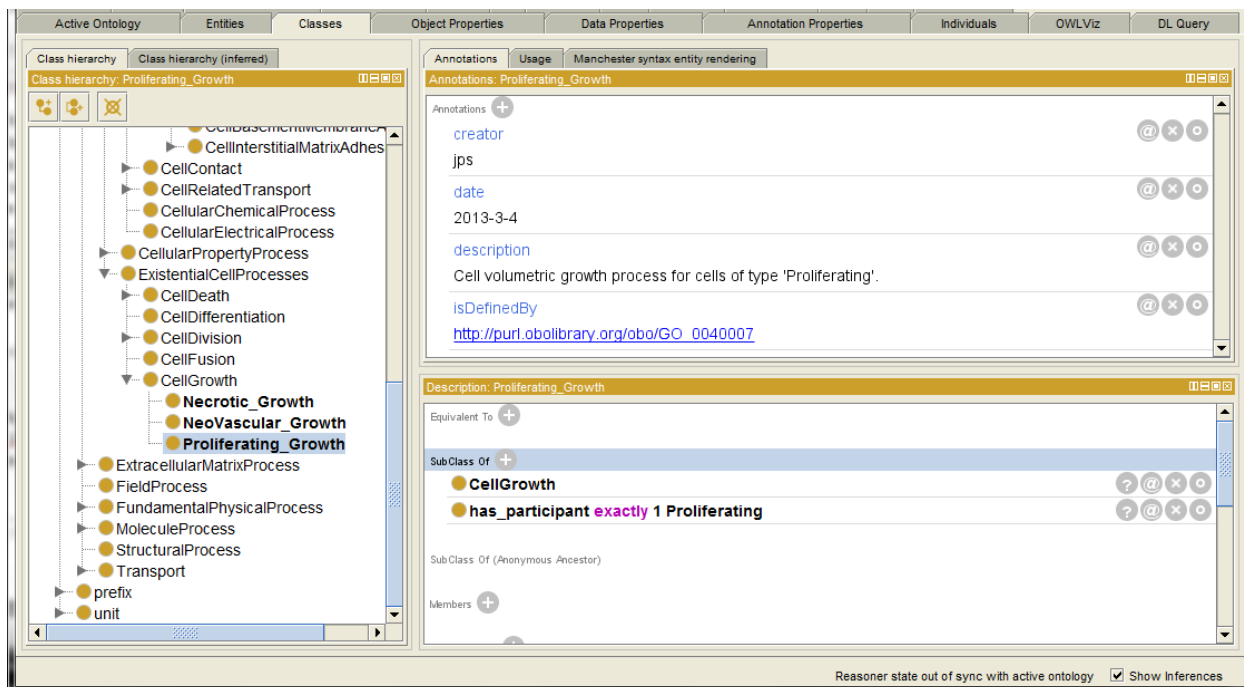 Active Ontology Entities Classes Object Properties Data Properties Annotation Properties Individuals OWLViz DL Query
Class hierarchy Class hierarchy (inferred)
Class hierarchy: Proliferating_Growth
CellBasementMembraneA
CellInterstitialMatrixAdhes
CellContact
CellRelatedTransport
CellularChemicalProcess
CellularElectricalProcess
CellularPropertyProcess
ExistentialCellProcesses
CellDeath
CellDifferentiation
CellDivision
CellFusion
CellGrowth
Necrotic_Growth
NeoVascular_Growth
Proliferating_Growth
ExtracellularMatrixProcess
FieldProcess
FundamentalPhysicalProcess
MoleculeProcess
StructuralProcess
Transport
prefix
unit
Annotations Usage Manchester syntax entity rendering
Annotations: Proliferating_Growth
Annotations
creator
jps
date
2013-3-4
description
Cell volumetric growth process for cells of type 'Proliferating'.
isDefinedBy
http://purl.obolibrary.org/obo/GO_0040007
Description: Proliferating_Growth
Equivalent To
SubClass Of
CellGrowth
has_participant exactly 1 Proliferating
SubClass Of (Anonymous Ancestor)
Members
Reasoner state out of sync with active ontology Show Inferences